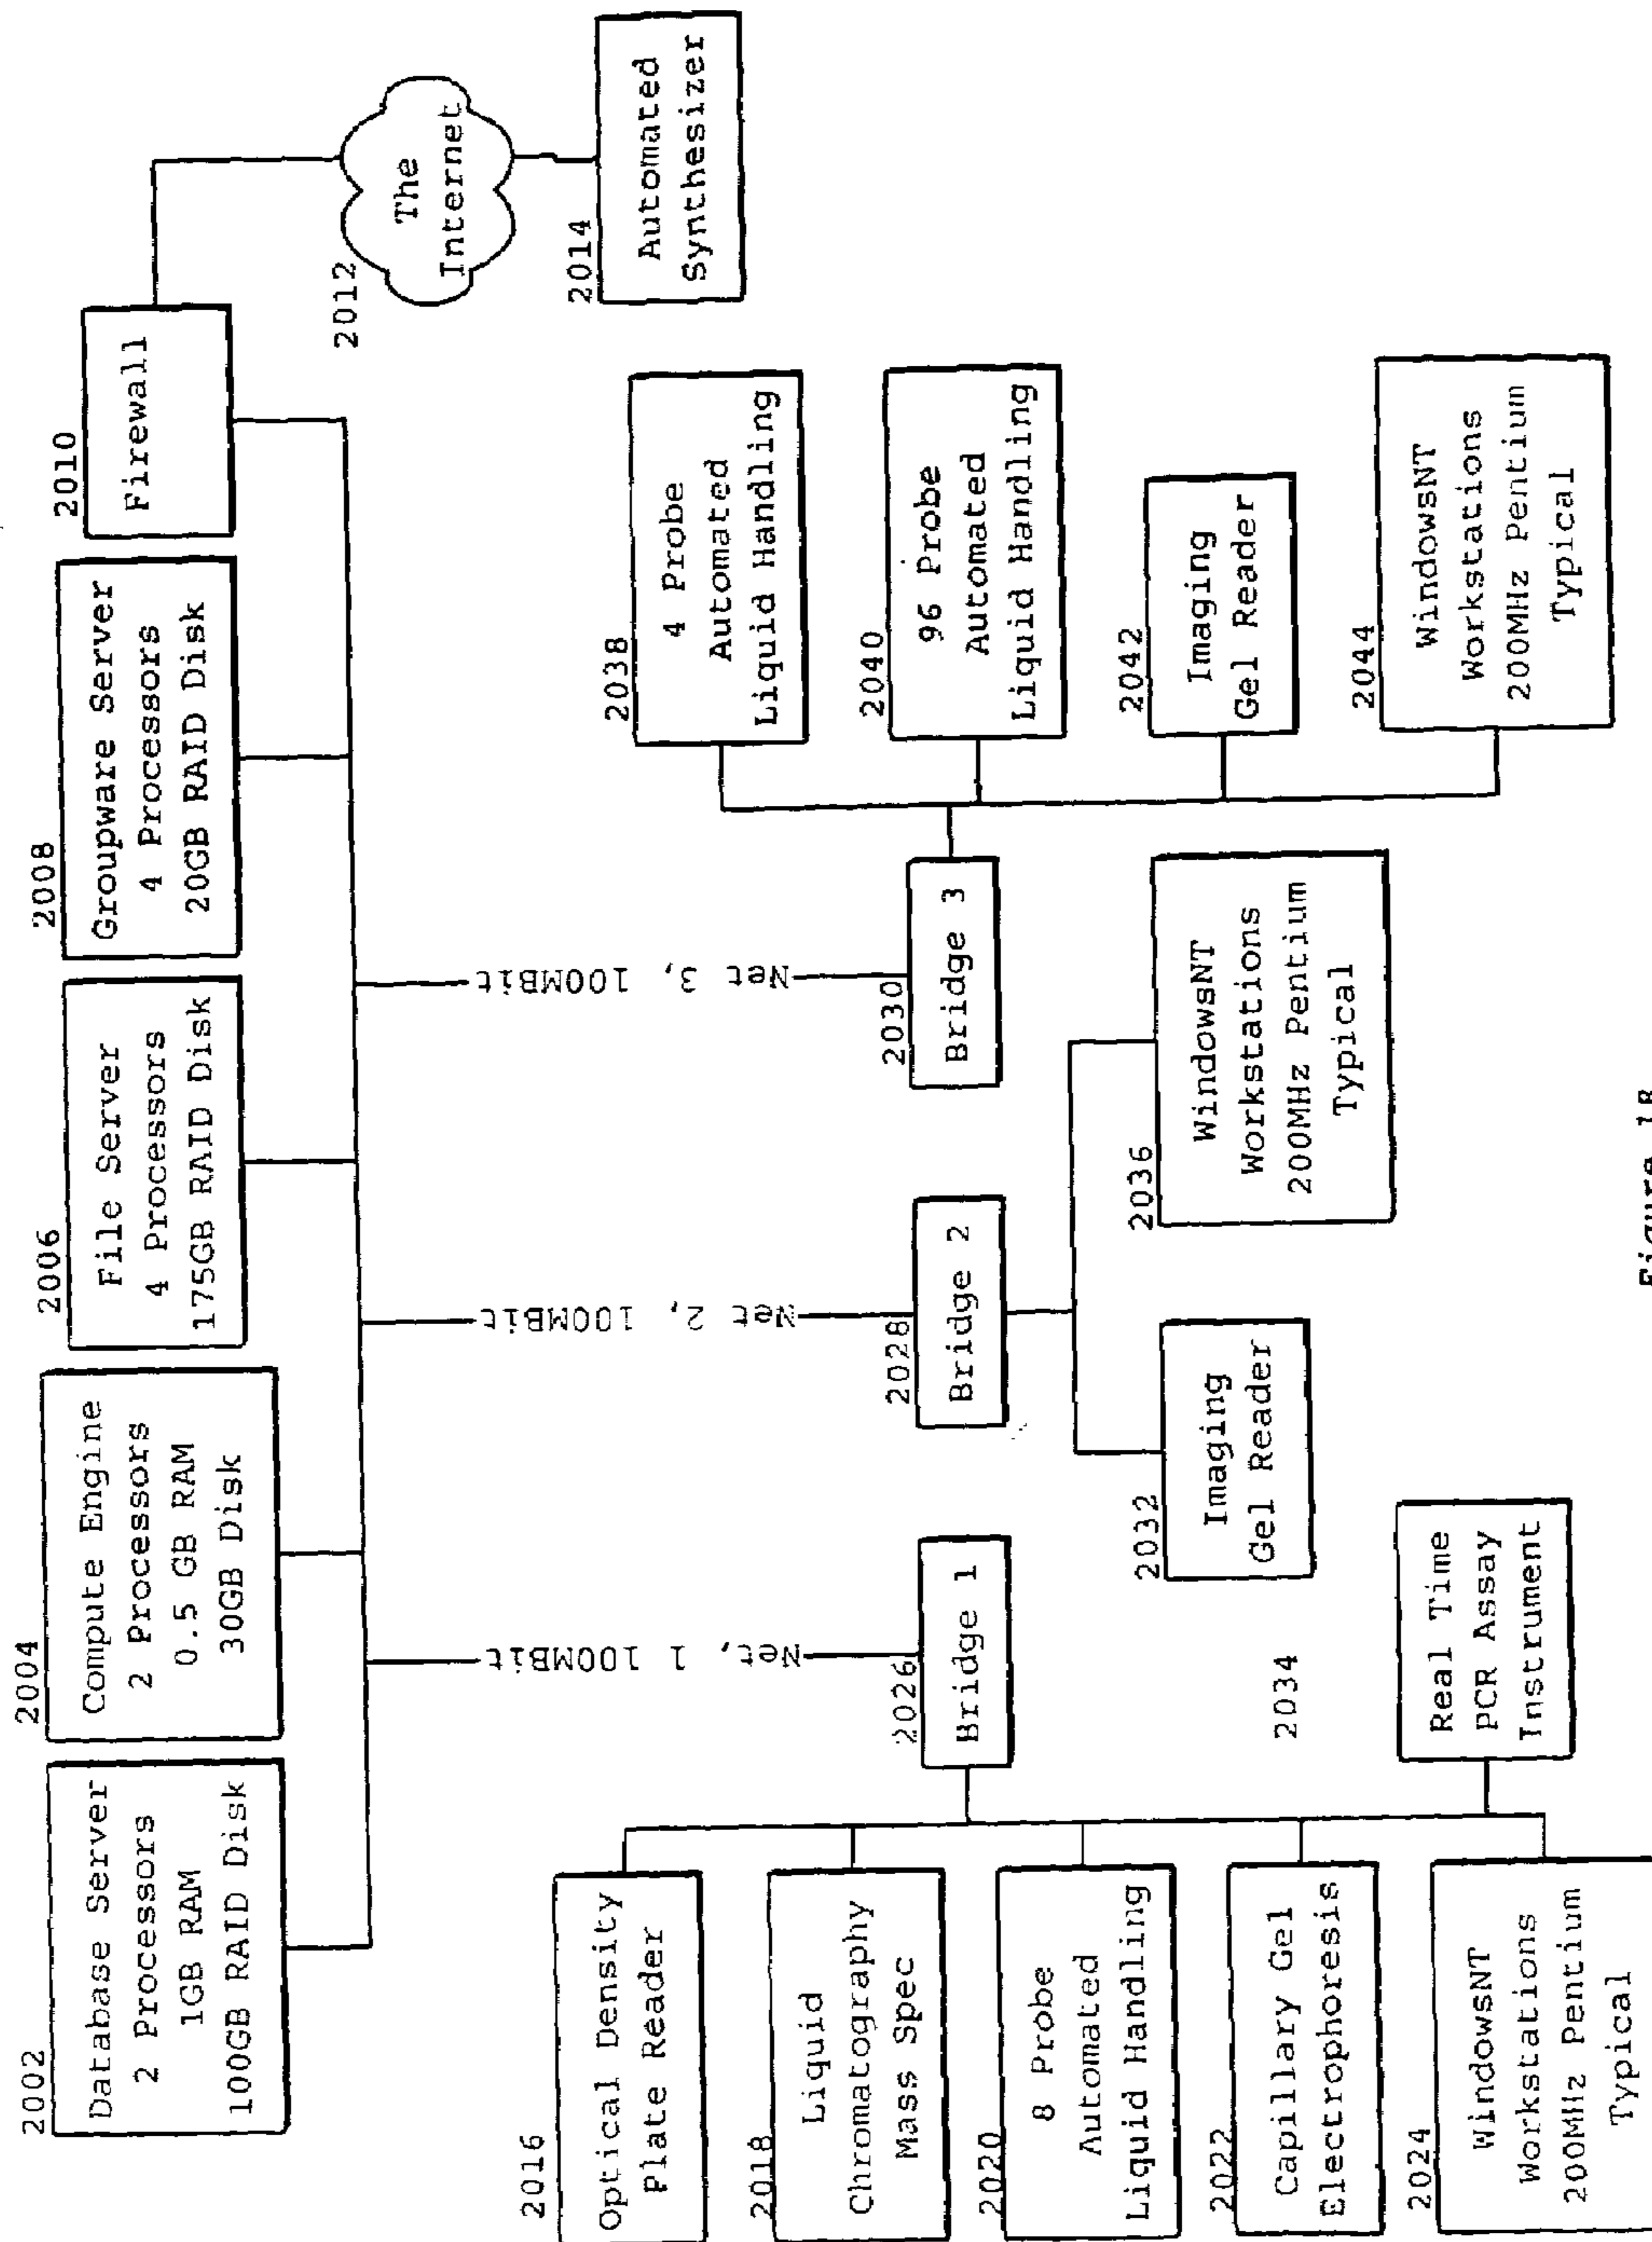 2002
Database Server
2 Processors
1GB RAM
100GB RAID Disk
2004
Compute Engine
2 Processors
0.5 GB RAM
30GB Disk
2006
File Server
4 Processors
175GB RAID Disk
2008
Groupware Server
4 Processors
20GB RAID Disk
2010
Firewall
2012
The
Internet
2014
Automated
Synthesizer
Net, 1 100MBit
Net 2, 100MBit
Net 3, 100MBit
2016
Optical Density
Plate Reader
2018
Liquid
Chromatography
Mass Spec
2020
8 Probe
Automated
Liquid Handling
2022
Capillary Gel
Electrophoresis
2024
WindowsNT
Workstations
200MHz Pentium
Typical
2026
Bridge 1
2034
Real Time
PCR Assay
Instrument
2028
Bridge 2
2032
Imaging
Gel Reader
2036
WindowsNT
Workstations
200MHz Pentium
Typical
2030
Bridge 3
2038
4 Probe
Automated
Liquid Handling
2040
96 Probe
Automated
Liquid Handling
2042
Imaging
Gel Reader
2044
WindowsNT
Workstations
200MHz Pentium
Typical
Figure 18